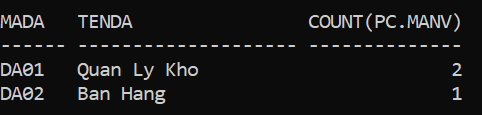 MADA TENDA COUNT(PC.MANV)
------ -------------------- --------------
DA01 Quan Ly Kho 2
DA02 Ban Hang 1